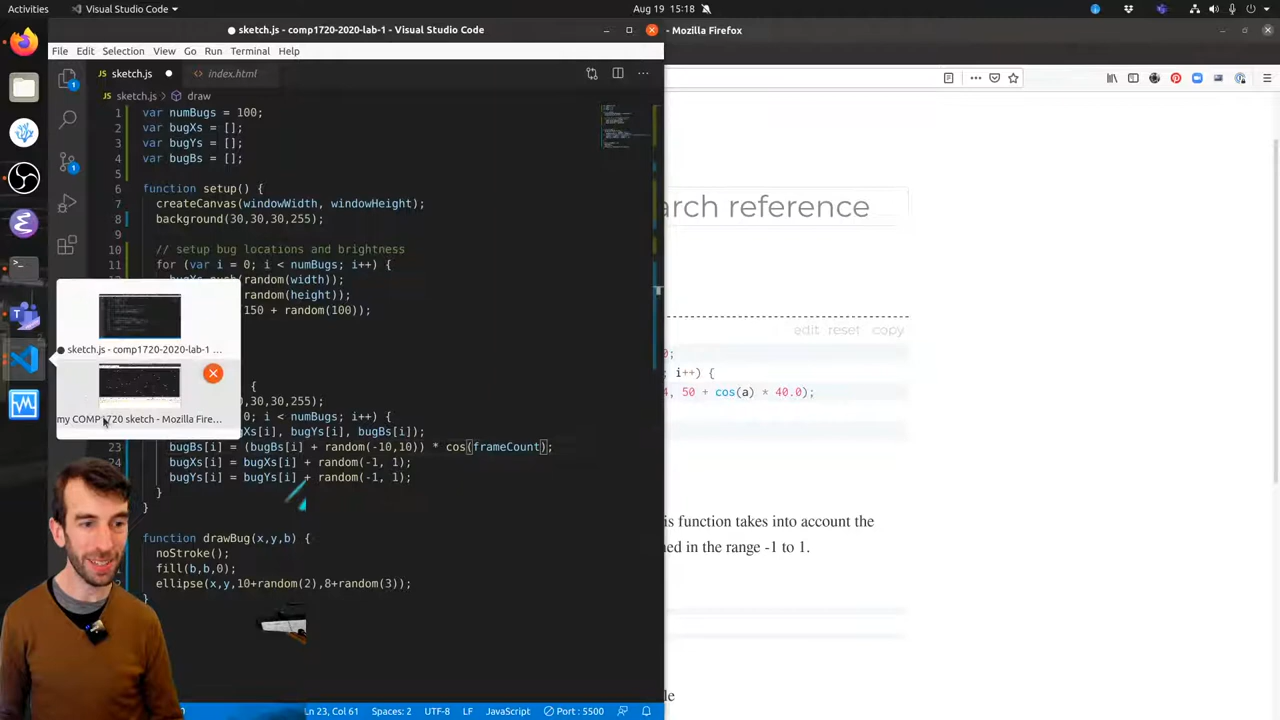 Activities
Visual Studio Code
Aug 19 15:18
sketch.js - comp1720-2020-lab-1 - Visual Studio Code
- Mozilla Firefox
File Edit Selection View Go Run Terminal Help
sketch.js
index.html
sketch.js > draw
1 var numBugs = 100;
2 var bugXs = [];
3 var bugYs = [];
4 var bugBs = [];
5
6 function setup() {
7 createCanvas(windowWidth, windowHeight);
8 background(30,30,30,255);
9
10 // setup bug locations and brightness
11 for (var i = 0; i < numBugs; i++) {
random(width));
random(height));
150 + random(100));
sketch.js - comp1720-2020-lab-1 ...
my COMP1720 sketch - Mozilla Fire...
{
30,30,255);
0; i < numBugs; i++) {
Xs[i], bugYs[i], bugBs[i]);
23 bugBs[i] = (bugBs[i] + random(-10,10)) * cos(frameCount);
24 bugXs[i] = bugXs[i] + random(-1, 1);
bugYs[i] = bugYs[i] + random(-1, 1);
}
}
function drawBug(x,y,b) {
noStroke();
fill(b,b,0);
ellipse(x,y,10+random(2),8+random(3));
}
Ln 23, Col 61 Spaces: 2 UTF-8 LF JavaScript Port : 5500
arch reference
edit reset copy
0;
; i++) {
4, 50 + cos(a) * 40.0);
is function takes into account the
ned in the range -1 to 1.